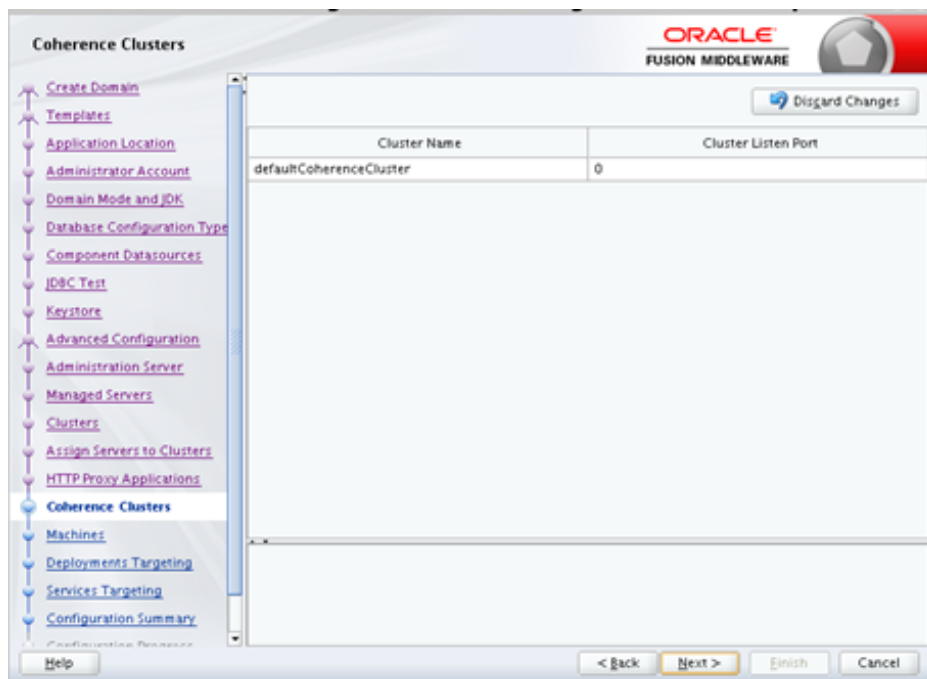 Coherence Clusters
ORACLE
FUSION MIDDLEWARE
Create Domain
Templates
Application Location
Administrator Account
Domain Mode and JDK
Database Configuration Type
Component Datasources
JDBC Test
Keystore
Advanced Configuration
Administration Server
Managed Servers
Clusters
Assign Servers to Clusters
HTTP Proxy Applications
Coherence Clusters
Machines
Deployments Targeting
Services Targeting
Configuration Summary
Configuration Progress
Discard Changes
Cluster Name Cluster Listen Port
defaultCoherenceCluster 0
Help < Back Next > Finish Cancel